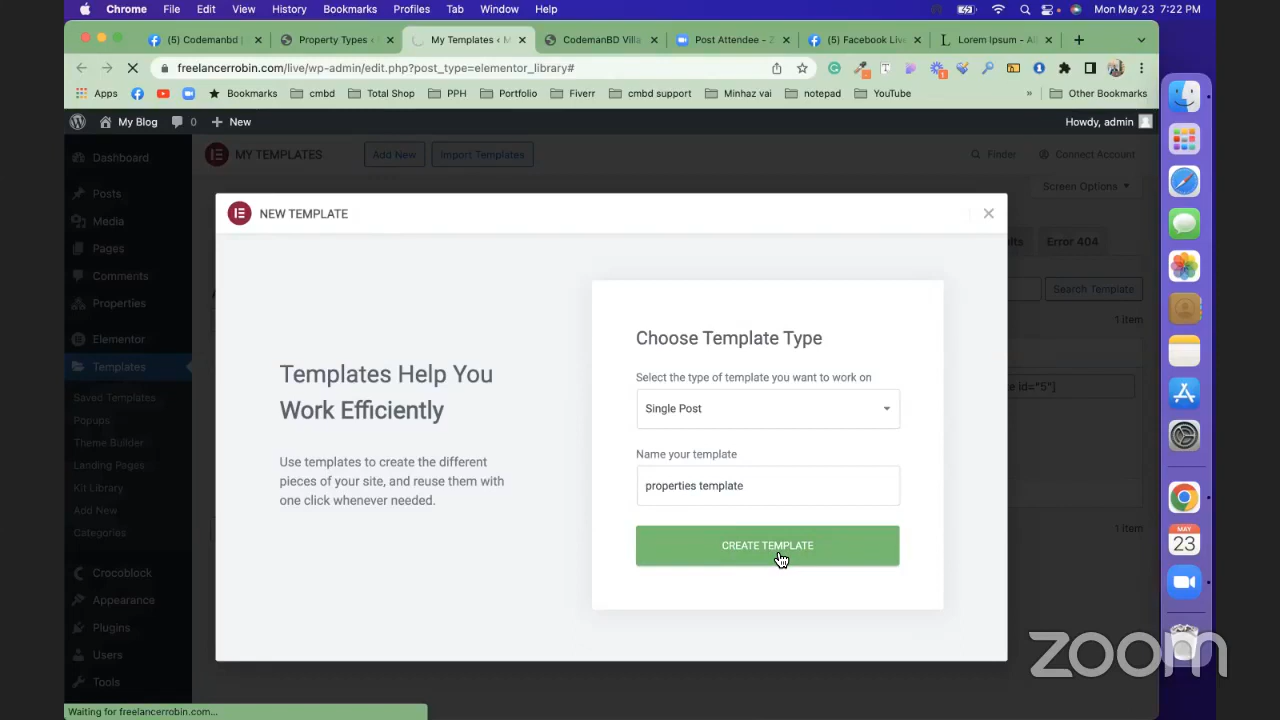 Chrome File Edit View History Bookmarks Profiles Tab Window Help Mon May 23 7:22 PM
(5) Codemanbd | Property Types ‹ My Templates ‹ M CodemanBD Villa Post Attendee - Z (5) Facebook Live Lorem Ipsum - Al
freelancerrobin.com/live/wp-admin/edit.php?post_type=elementor_library#
Apps Bookmarks cmbd Total Shop PPH Portfolio Fiverr cmbd support Minhaz vai notepad YouTube » Other Bookmarks
My Blog 0 + New Howdy, admin
Dashboard
MY TEMPLATES Add New Import Templates Finder Connect Account
Screen Options
Posts
NEW TEMPLATE
Media
Pages
Error 404
Comments
Properties
Search Template
1 item
Elementor
Templates
Saved Templates
Popups
Theme Builder
Landing Pages
Kit Library
Add New
Categories
Crocoblock
Appearance
Plugins
Users
Tools
Templates Help You
Work Efficiently
Use templates to create the different
pieces of your site, and reuse them with
one click whenever needed.
Choose Template Type
Select the type of template you want to work on
Single Post
Name your template
properties template
CREATE TEMPLATE
id="5"]
1 item
MAY
23
zoom
Waiting for freelancerrobin.com...